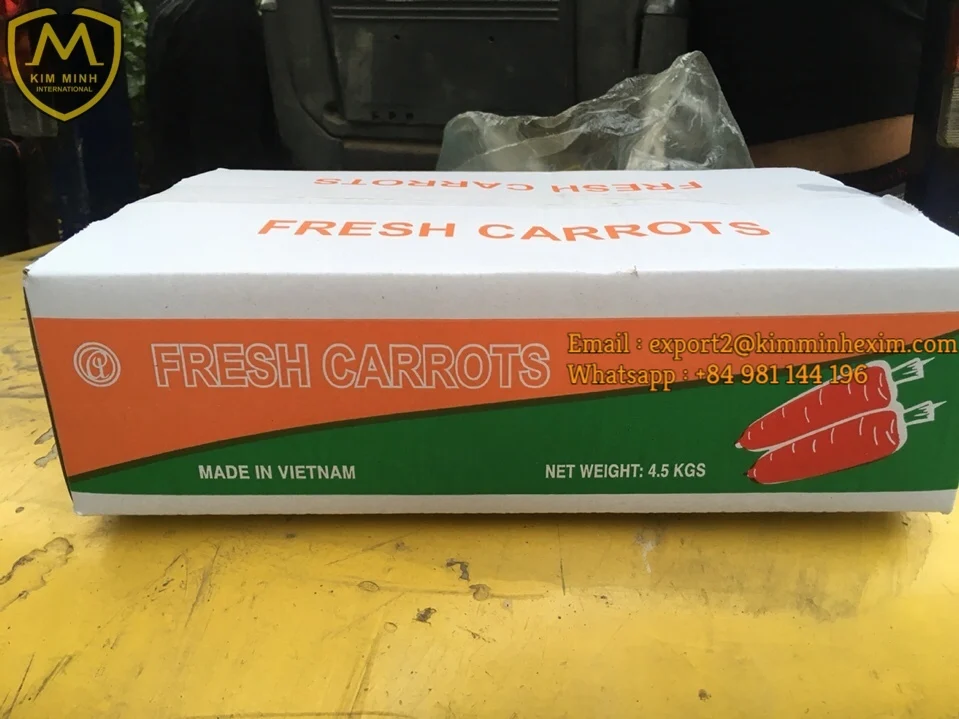 M
KIM MINH
INTERNATIONAL
FRESH CARROTS
FRESH CARROTS
FRESH CARROTS
Email : export2@kimminhexim.com
Whatsapp : +84 981 144 196
MADE IN VIETNAM
NET WEIGHT: 4.5 KGS